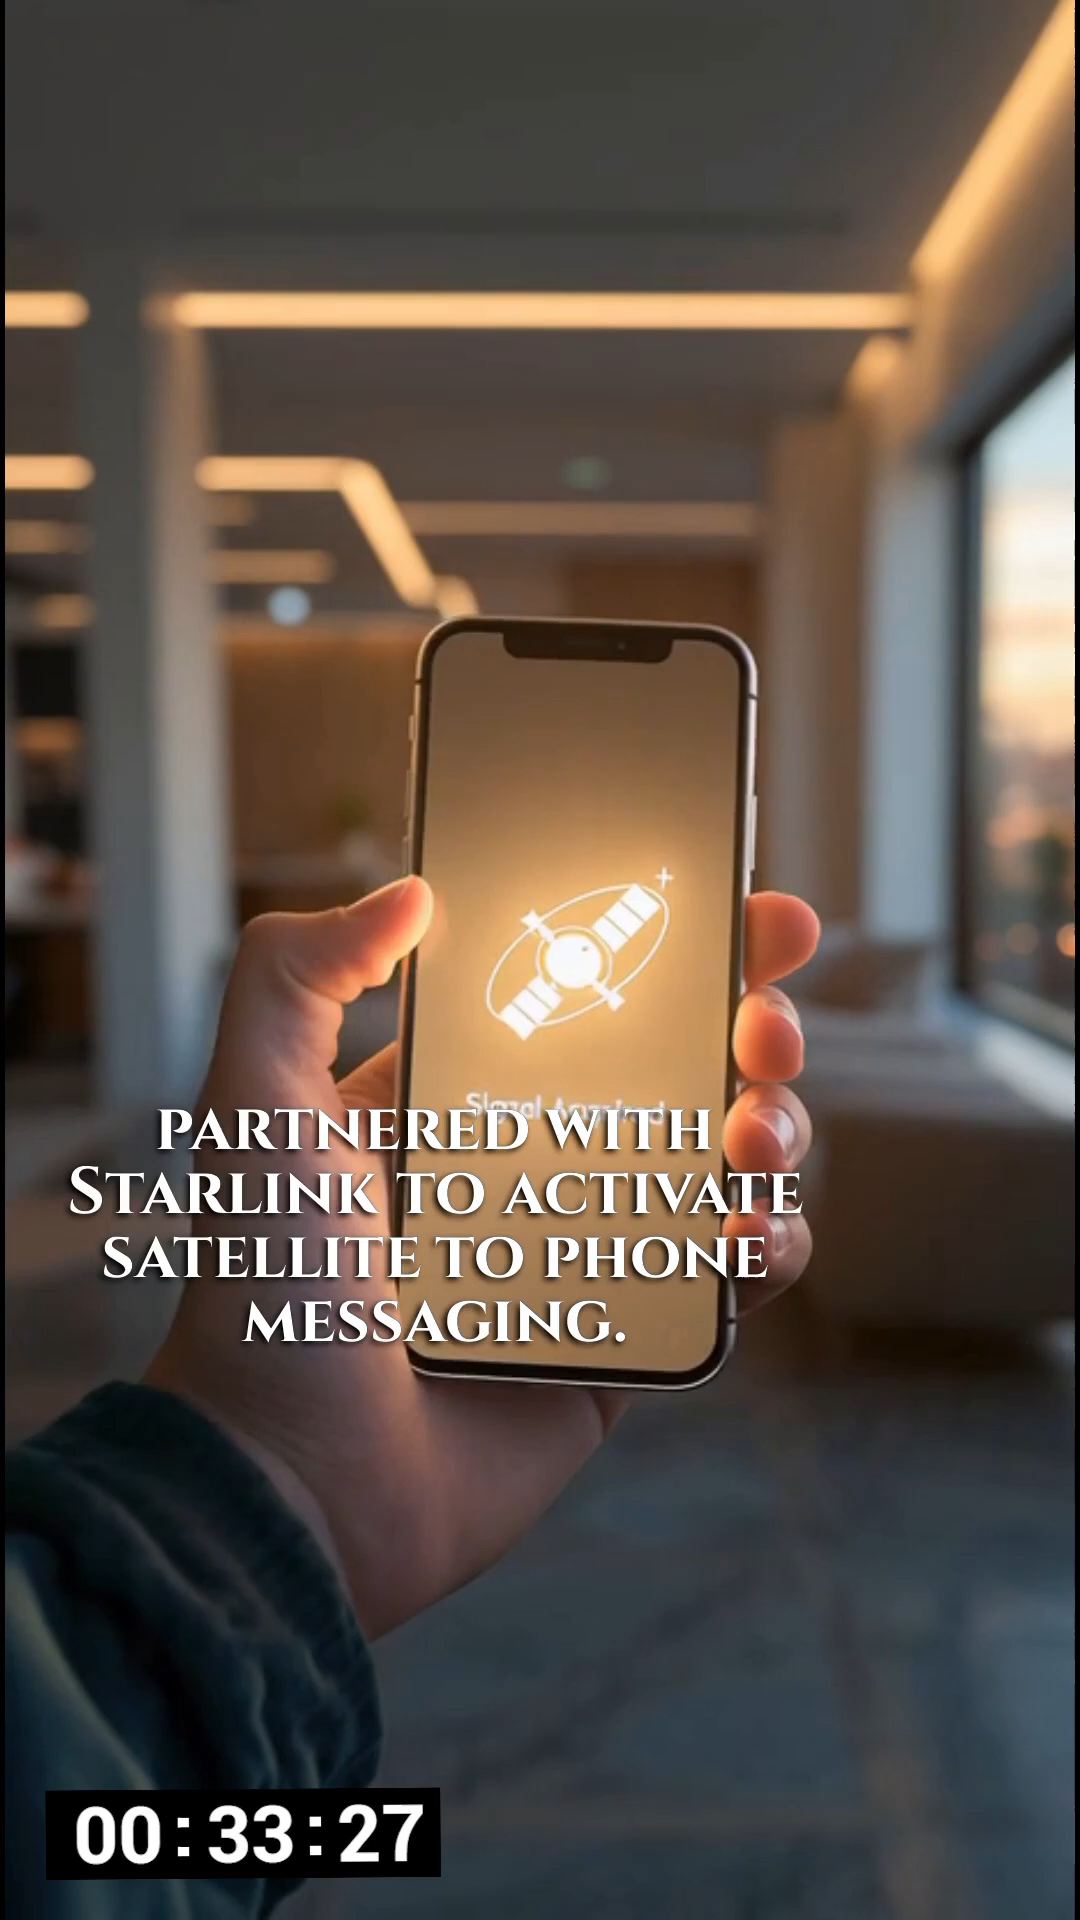 PARTNERED WITH
STARLINK TO ACTIVATE
SATELLITE TO PHONE
MESSAGING.
00:33:27